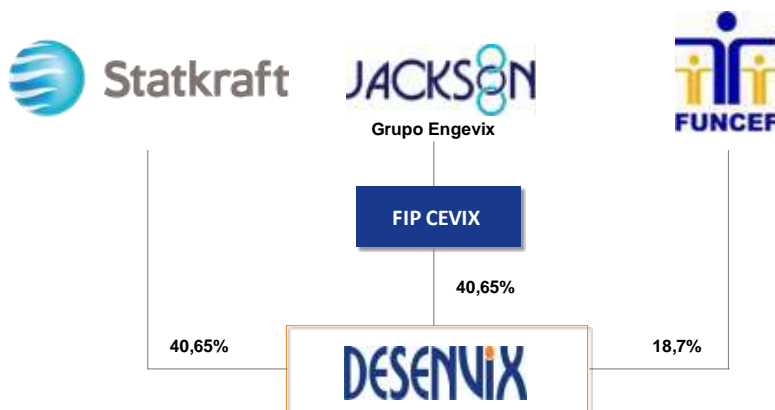 Statkraft
JACKSON
Grupo Engevix
FUNCEF
FIP CEVIX
40,65%
40,65%
18,7%
DESENVIX